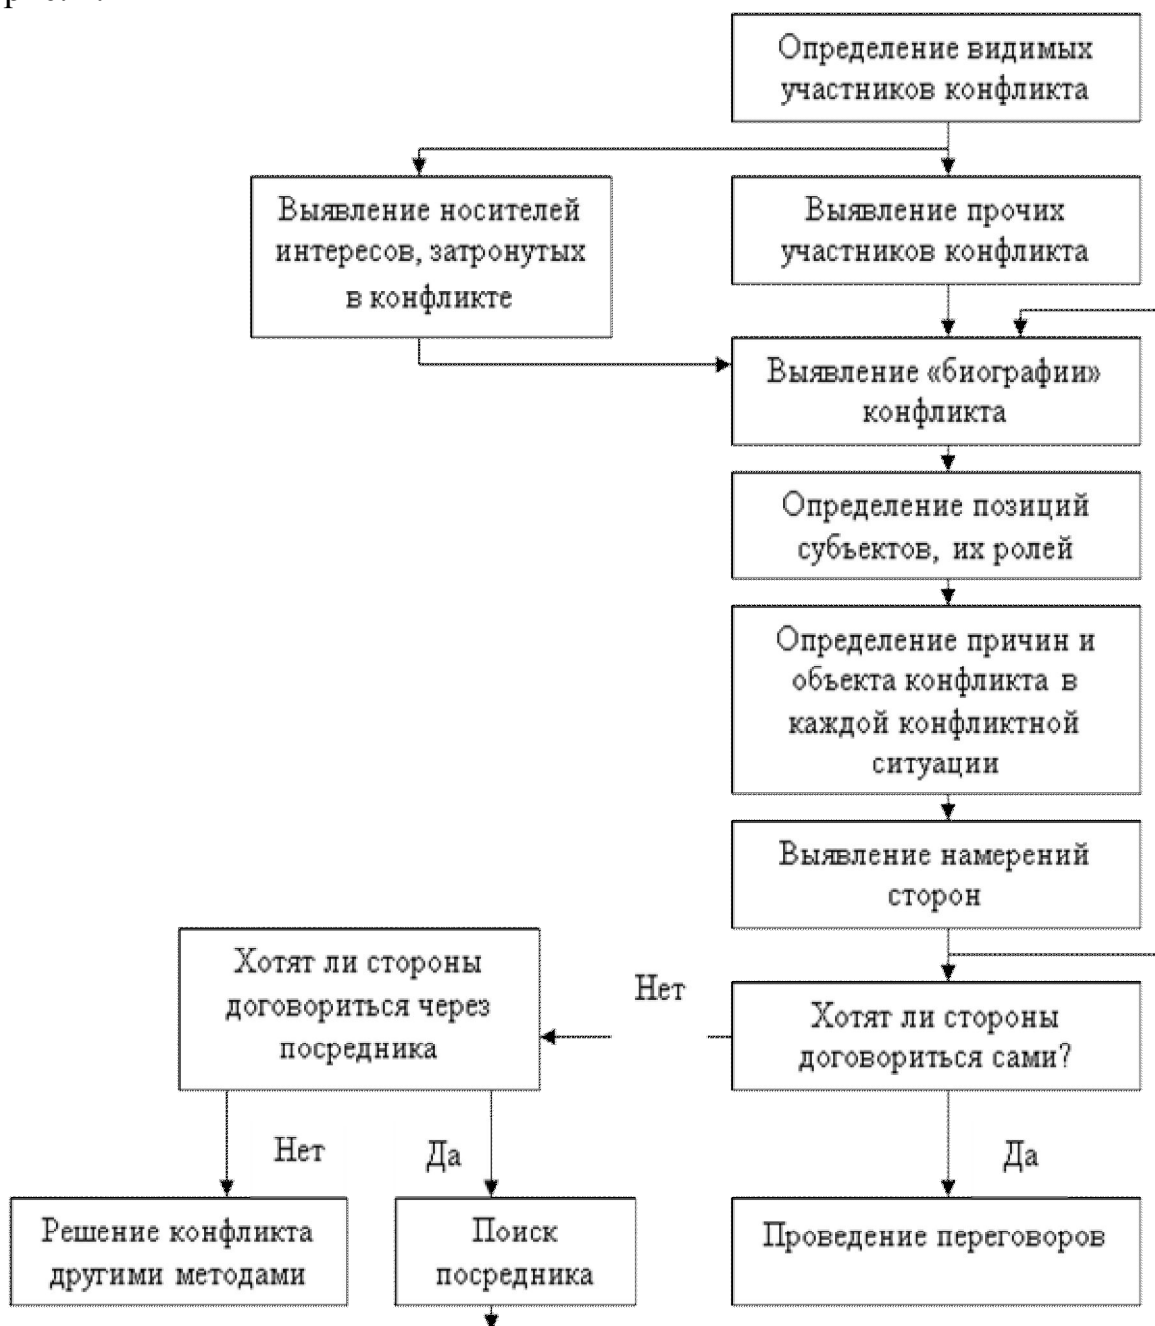 Определение видимых
участников конфликта
Выявление носителей
интересов, затронутых
в конфликте
Выявление прочих
участников конфликта
Выявление «биографии»
конфликта
Определение позиций
субъектов, их ролей
Определение причин и
объекта конфликта в
каждой конфликтной
ситуации
Выявление намерений
сторон
Хотят ли стороны
договориться через
посредника
Нет
Хотят ли стороны
договориться сами?
Нет
Да
Да
Решение конфликта
другими методами
Поиск
посредника
Проведение переговоров